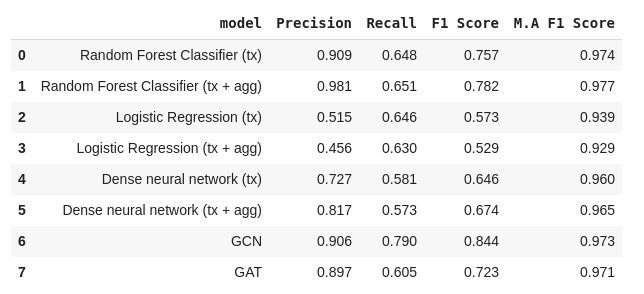 model Precision Recall F1 Score M.A F1 Score
0 Random Forest Classifier (tx) 0.909 0.648 0.757 0.974
1 Random Forest Classifier (tx + agg) 0.981 0.651 0.782 0.977
2 Logistic Regression (tx) 0.515 0.646 0.573 0.939
3 Logistic Regression (tx + agg) 0.456 0.630 0.529 0.929
4 Dense neural network (tx) 0.727 0.581 0.646 0.960
5 Dense neural network (tx + agg) 0.817 0.573 0.674 0.965
6 GCN 0.906 0.790 0.844 0.973
7 GAT 0.897 0.605 0.723 0.971